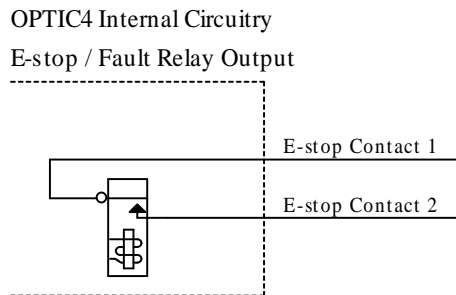 OPTIC4 Internal Circuitry
E-stop / Fault Relay Output
E-stop Contact 1
E-stop Contact 2